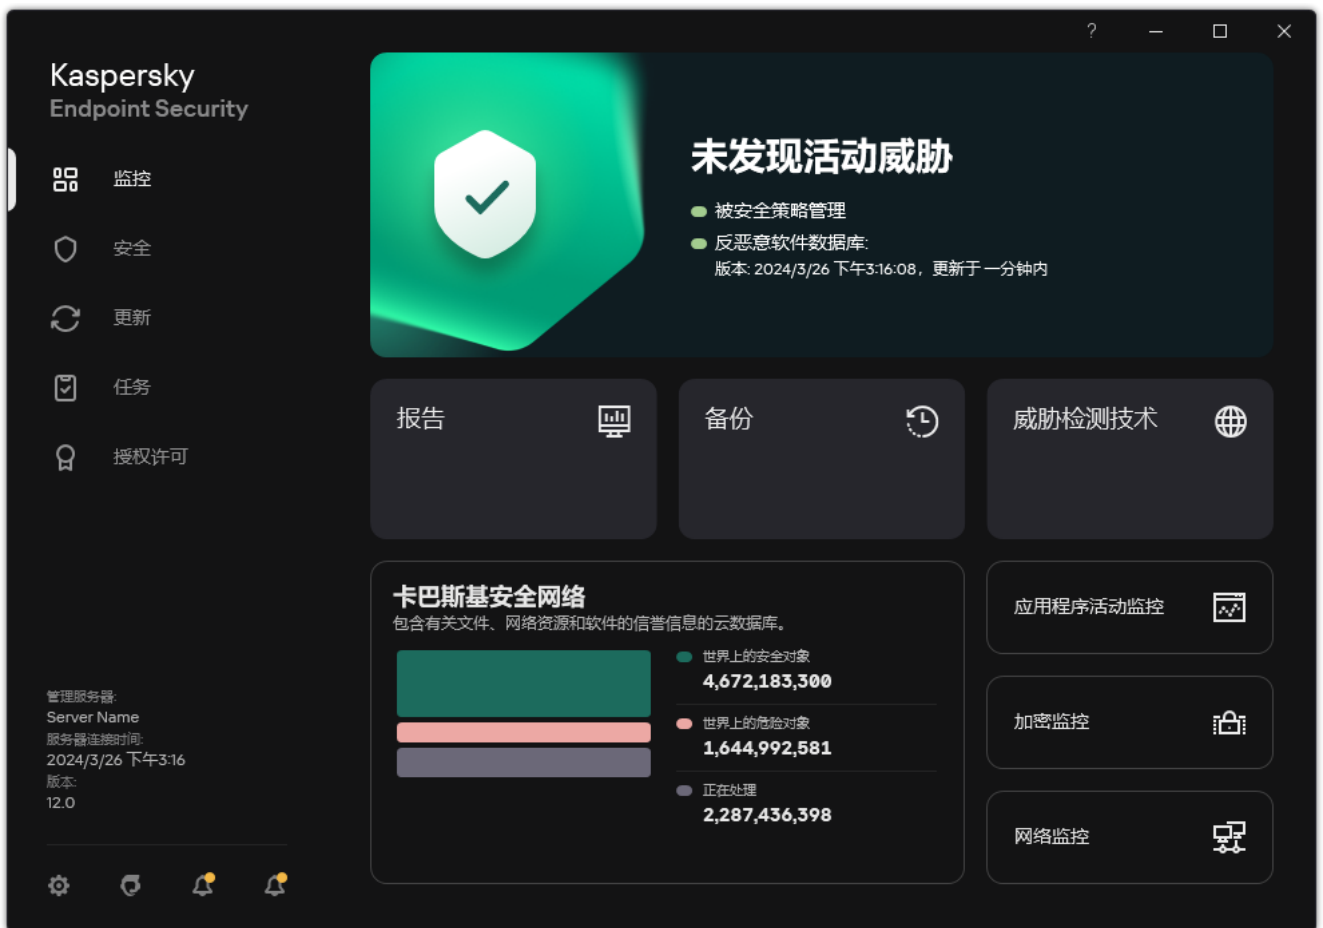 ?
Kaspersky
Endpoint Security
监控
安全
更新
任务
授权许可
管理服务器:
Server Name
服务器连接时间:
2024/3/26 下午3:16
版本:
12.0
未发现活动威胁
被安全策略管理
反恶意软件数据库:
版本: 2024/3/26 下午3:16:08，更新于 一分钟内
报告
备份
威胁检测技术
卡巴斯基安全网络
包含有关文件、网络资源和软件的信誉信息的云数据库。
世界上的安全对象
4,672,183,300
世界上的危险对象
1,644,992,581
正在处理
2,287,436,398
应用程序活动监控
加密监控
网络监控